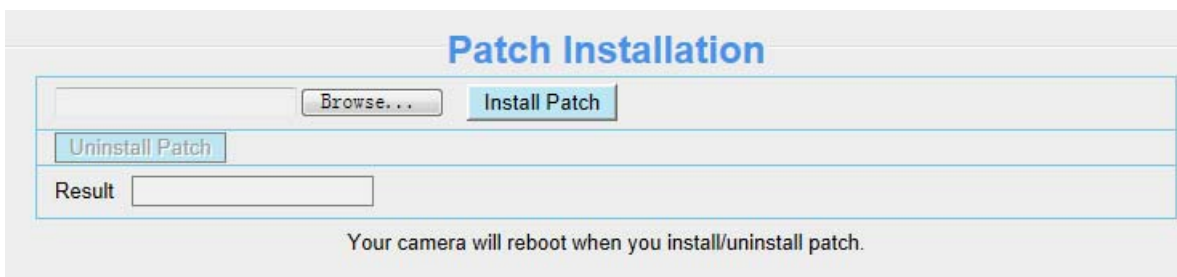 Patch Installation
Browse... Install Patch
Uninstall Patch
Result
Your camera will reboot when you install/uninstall patch.